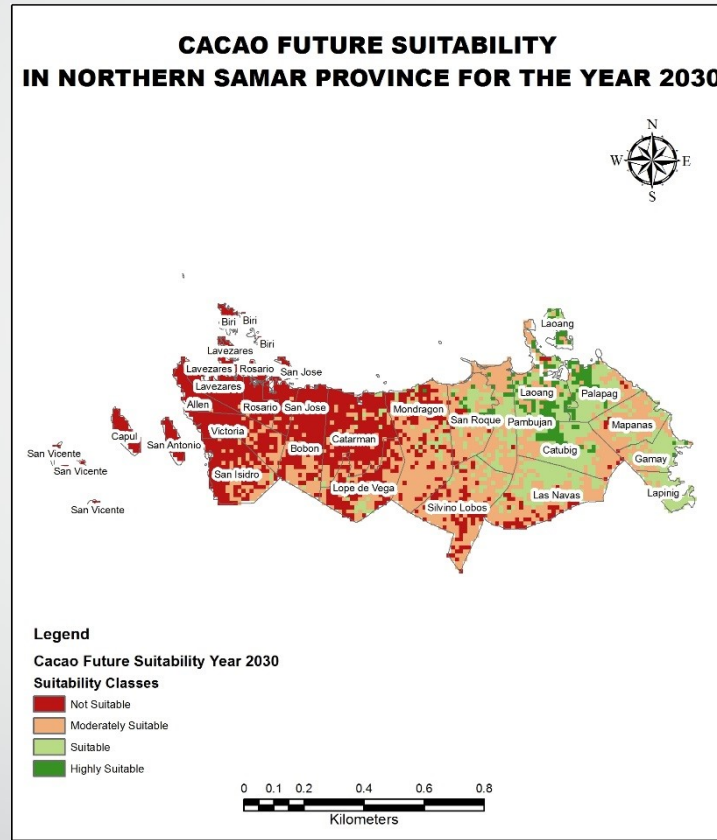 CACAO FUTURE SUITABILITY
IN NORTHERN SAMAR PROVINCE FOR THE YEAR 2030
N
W E
S
Biri
Biri
Biri
Laoang
Lavezares
Lavezares Rosario
San Jose
Lavezares
Laoang
Palapag
Allen
Rosario
San Jose
Mondragon
Capul
San Antonio
Victoria
San Roque
Pambujan
Mapanas
Bobon
Catarman
Catubig
San Vicente
San Vicente
Gamay
San Isidro
Lope de Vega
Las Navas
Lapinig
San Vicente
Silvino Lobos
Legend
Cacao Future Suitability Year 2030
Suitability Classes
Not Suitable
Moderately Suitable
Suitable
Highly Suitable
0 0.1 0.2 0.4 0.6 0.8
Kilometers